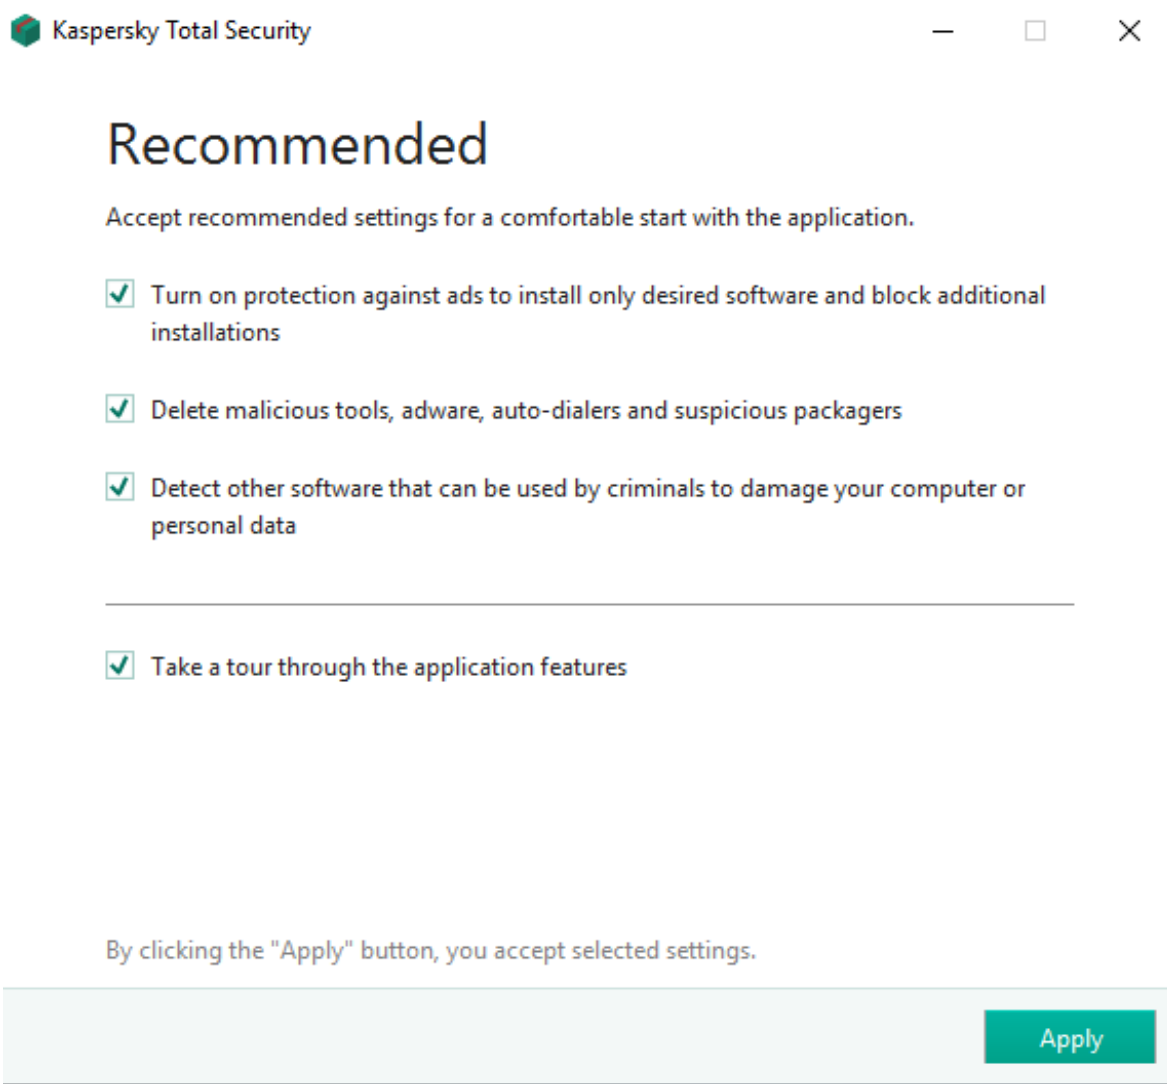 Kaspersky Total Security
Recommended
Accept recommended settings for a comfortable start with the application.
Turn on protection against ads to install only desired software and block additional
installations
Delete malicious tools, adware, auto-dialers and suspicious packagers
Detect other software that can be used by criminals to damage your computer or
personal data
Take a tour through the application features
By clicking the "Apply" button, you accept selected settings.
Apply